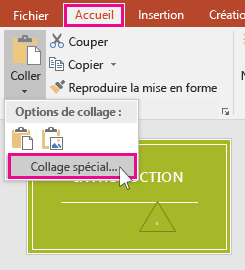 Fichier Accueil Insertion Créatio
Couper
Copier
Coller
Reproduire la mise en forme
Options de collage :
Collage spécial...